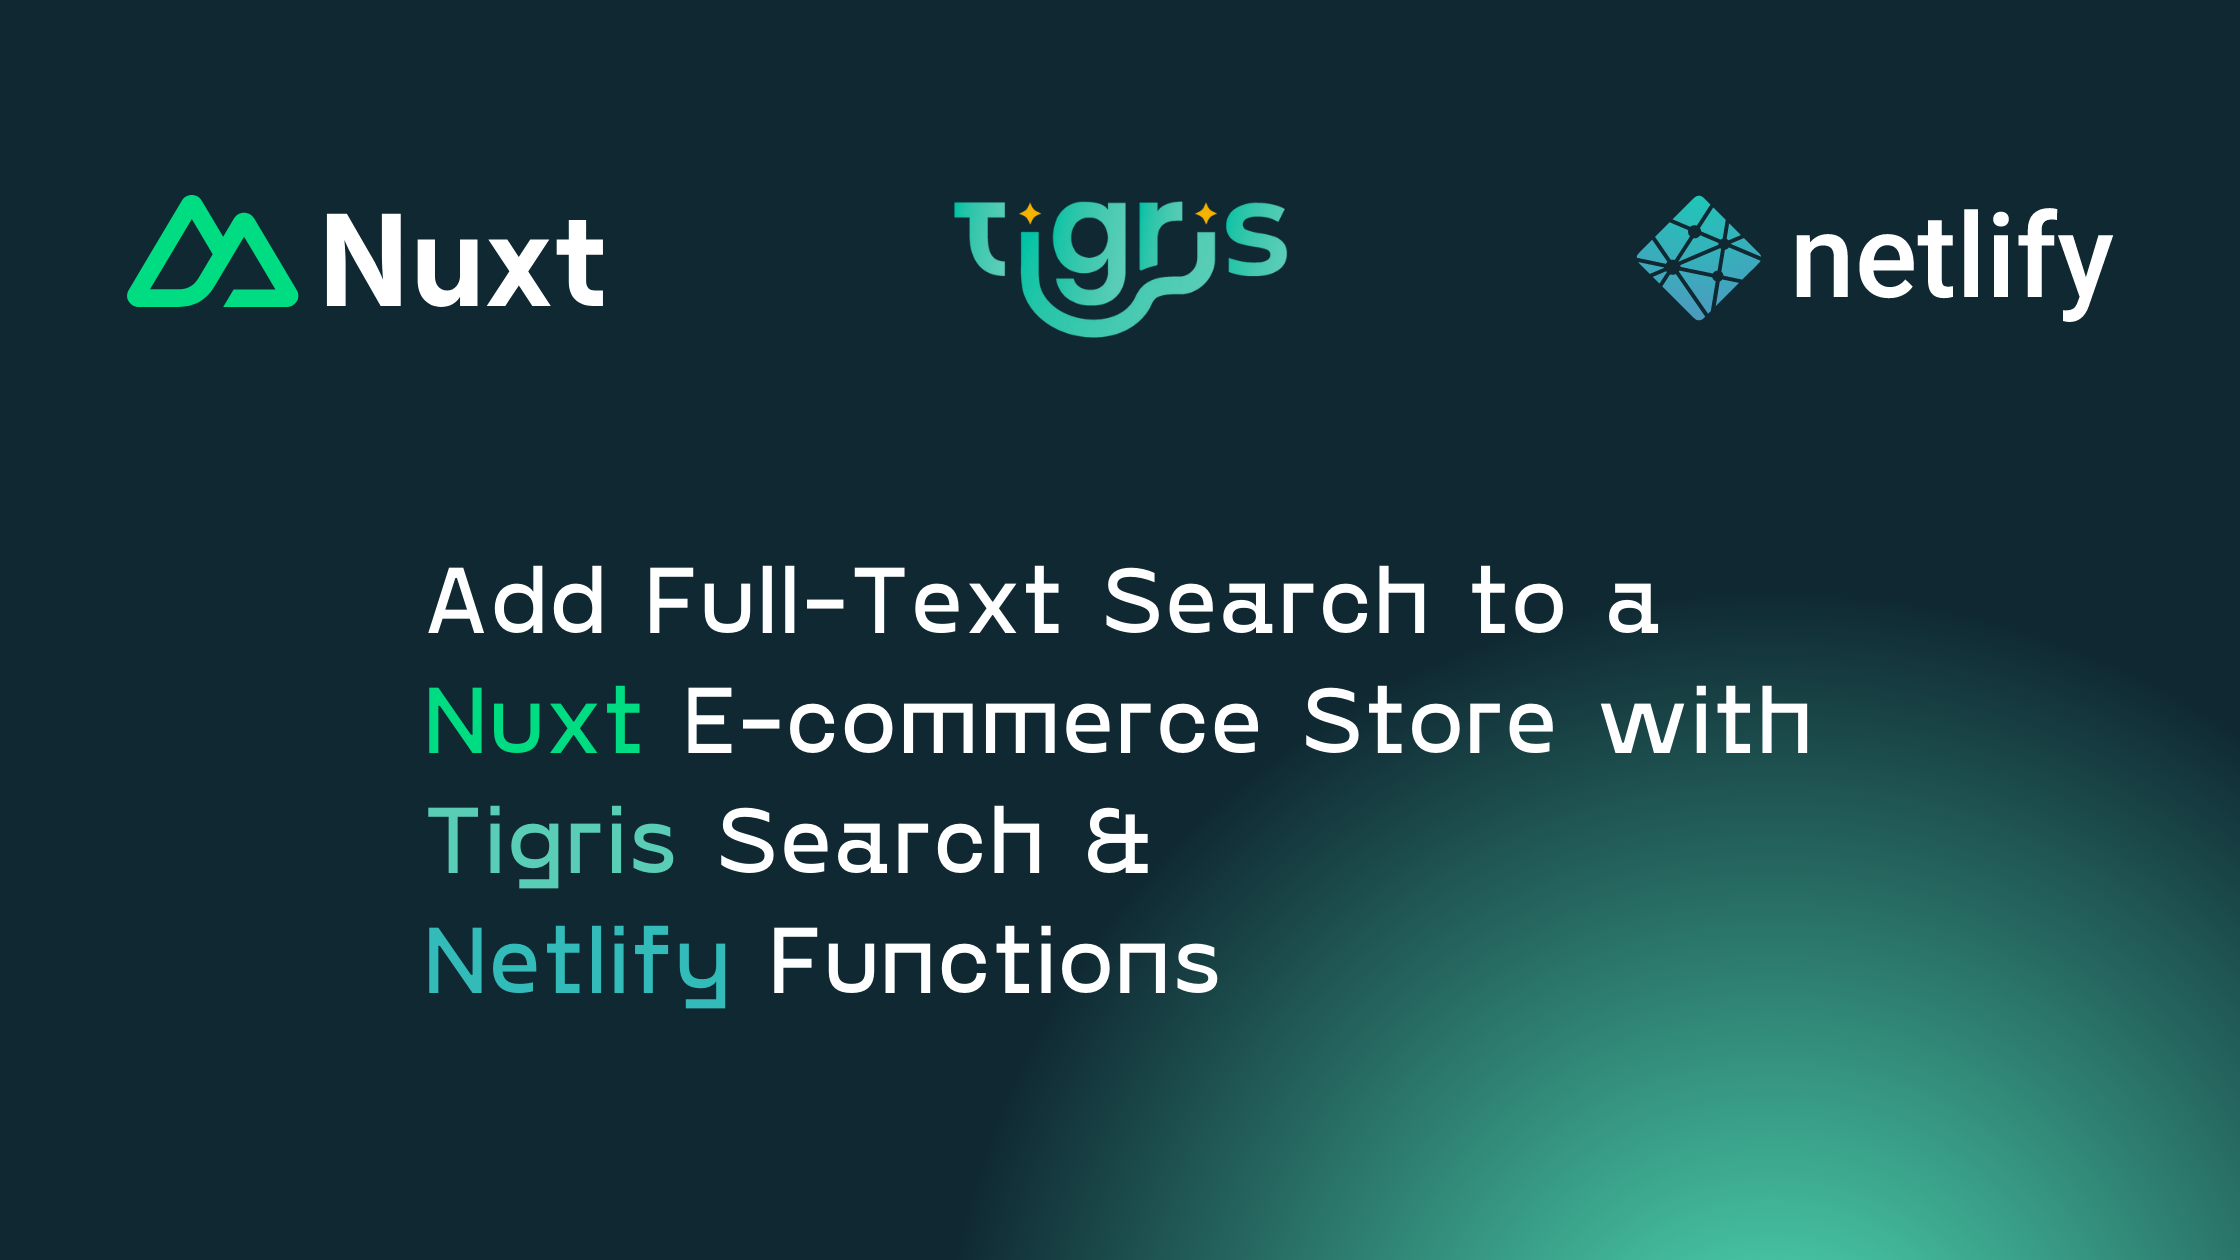 Nuxt
tigris
netlify
Add Full-Text Search to a
Nuxt E-commerce Store with
Tigris Search &
Netlify Functions